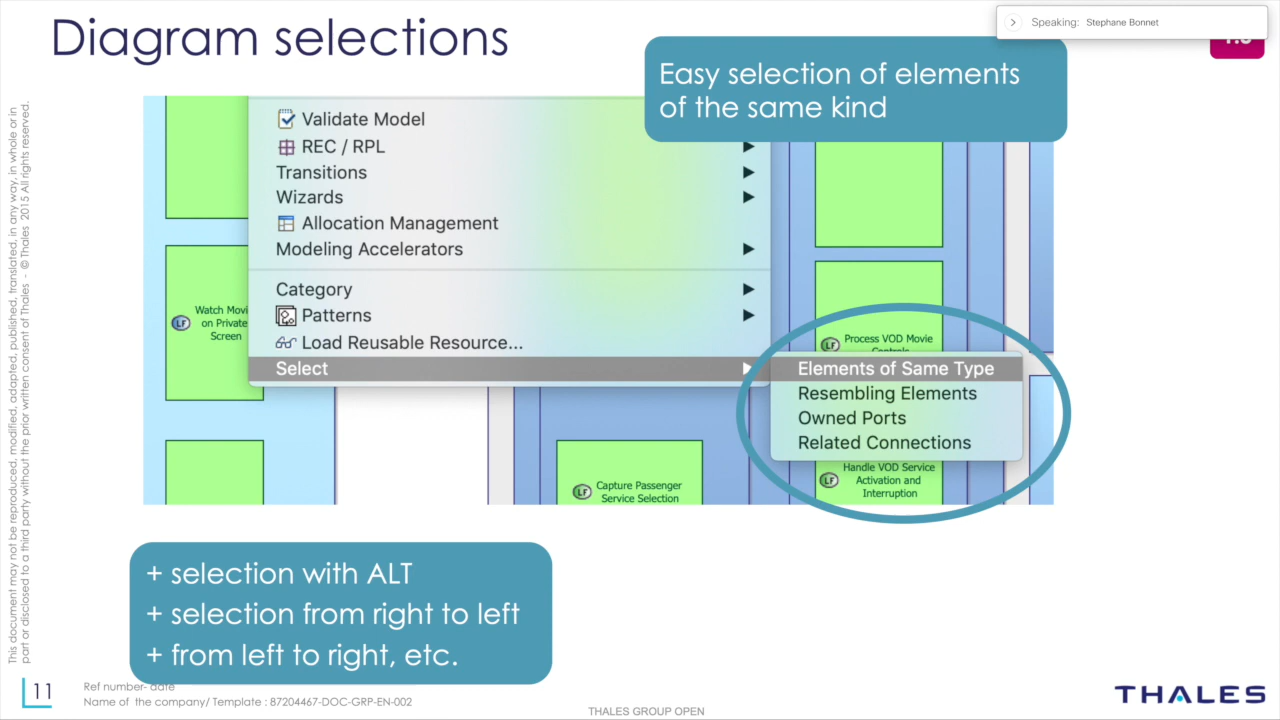 Diagram selections
Speaking: Stephane Bonnet
Easy selection of elements
of the same kind
Validate Model
REC / RPL
Transitions
Wizards
Allocation Management
Modeling Accelerators
Category
Patterns
Load Reusable Resource...
Select
Elements of Same Type
Resembling Elements
Owned Ports
Related Connections
LF
Watch Movi
on Private
Screen
LF
Process VOD Movie
LF
Capture Passenger
Service Selection
LF
Handle VOD Service
Activation and
Interruption
+ selection with ALT
+ selection from right to left
+ from left to right, etc.
This document may not be reproduced, modified, adapted, published, translated, in any way, in whole or in
part or disclosed to a third party without the prior written consent of Thales - © Thales 2015 All rights reserved.
11
Ref number- date
Name of the company/ Template : 87204467-DOC-GRP-EN-002
THALES GROUP OPEN
THALES